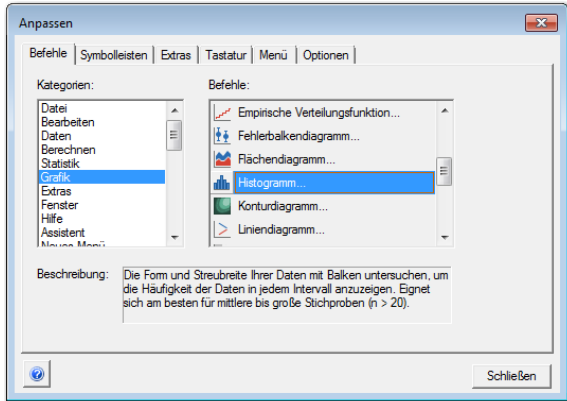 Anpassen
Befehle
Symbolleisten
Extras
Tastatur
Menü
Optionen
Kategorien:
Datei
Bearbeiten
Daten
Berechnen
Statistik
Grafik
Extras
Fenster
Hilfe
Assistent
Neues Menü
Befehle:
Empirische Verteilungsfunktion...
Fehlerbalkendiagramm...
Flächendiagramm...
Histogramm...
Konturdiagramm...
Liniendiagramm...
Beschreibung:
Die Form und Streubreite Ihrer Daten mit Balken untersuchen, um
die Häufigkeit der Daten in jedem Intervall anzuzeigen. Eignet
sich am besten für mittlere bis große Stichproben (n > 20).
Schließen